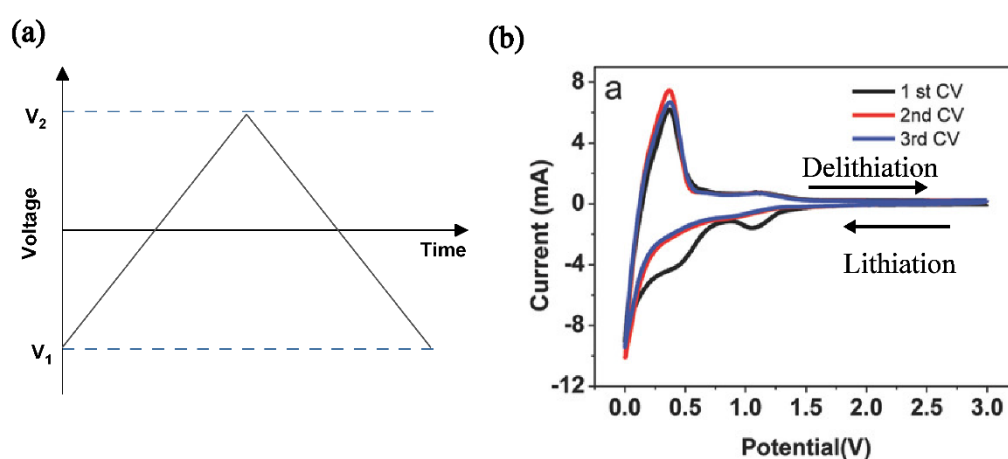 (a)
V2
Voltage
Time
V1
(b)
a
1 st CV
2nd CV
3rd CV
Delithiation
Lithiation
Current (mA)
8
4
0
-4
-8
-12
0.0 0.5 1.0 1.5 2.0 2.5 3.0
Potential(V)